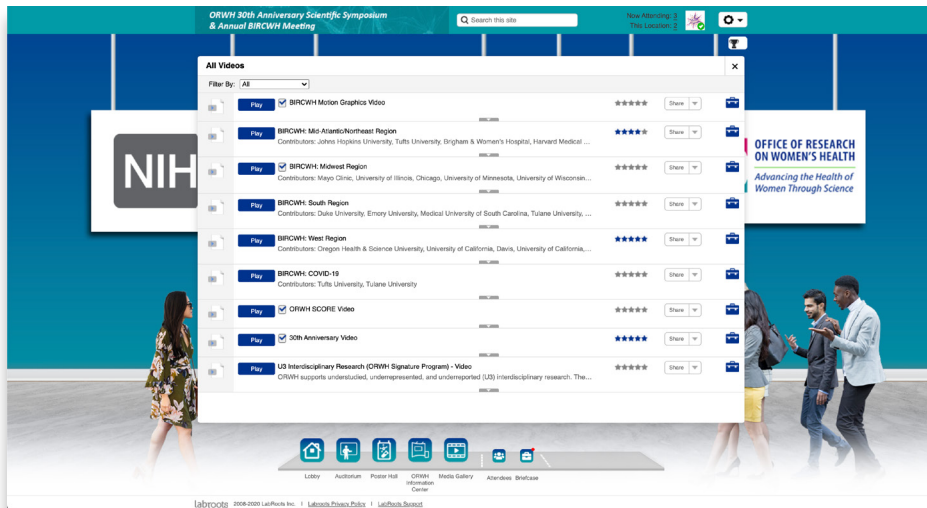 ORWH 30th Anniversary Scientific Symposium
& Annual BIRCWH Meeting
Search this site
Now Attending: 3
This Location: 2
All Videos
Filter By: All
Play BIRCWH Motion Graphics Video Share
Play BIRCWH: Mid-Atlantic/Northeast Region Share
Contributors: Johns Hopkins University, Tufts University, Brigham & Women's Hospital, Harvard Medical ...
Play BIRCWH: Midwest Region Share
Contributors: Mayo Clinic, University of Illinois, Chicago, University of Minnesota, University of Wisconsin...
Play BIRCWH: South Region Share
Contributors: Duke University, Emory University, Medical University of South Carolina, Tulane University, ...
Play BIRCWH: West Region Share
Contributors: Oregon Health & Science University, University of California, Davis, University of California,...
Play BIRCWH: COVID-19 Share
Contributors: Tufts University, Tulane University
Play ORWH SCORE Video Share
Play 30th Anniversary Video Share
Play U3 Interdisciplinary Research (ORWH Signature Program) - Video Share
ORWH supports understudied, underrepresented, and underreported (U3) interdisciplinary research. The...
NIH
OFFICE OF RESEARCH
ON WOMEN'S HEALTH
Advancing the Health of
Women Through Science
Lobby
Auditorium
Poster Hall
ORWH
Information
Center
Media Gallery
Attendees
Briefcase
labroots 2008-2020 LabRoots Inc. | Labroots Privacy Policy | LabRoots Support